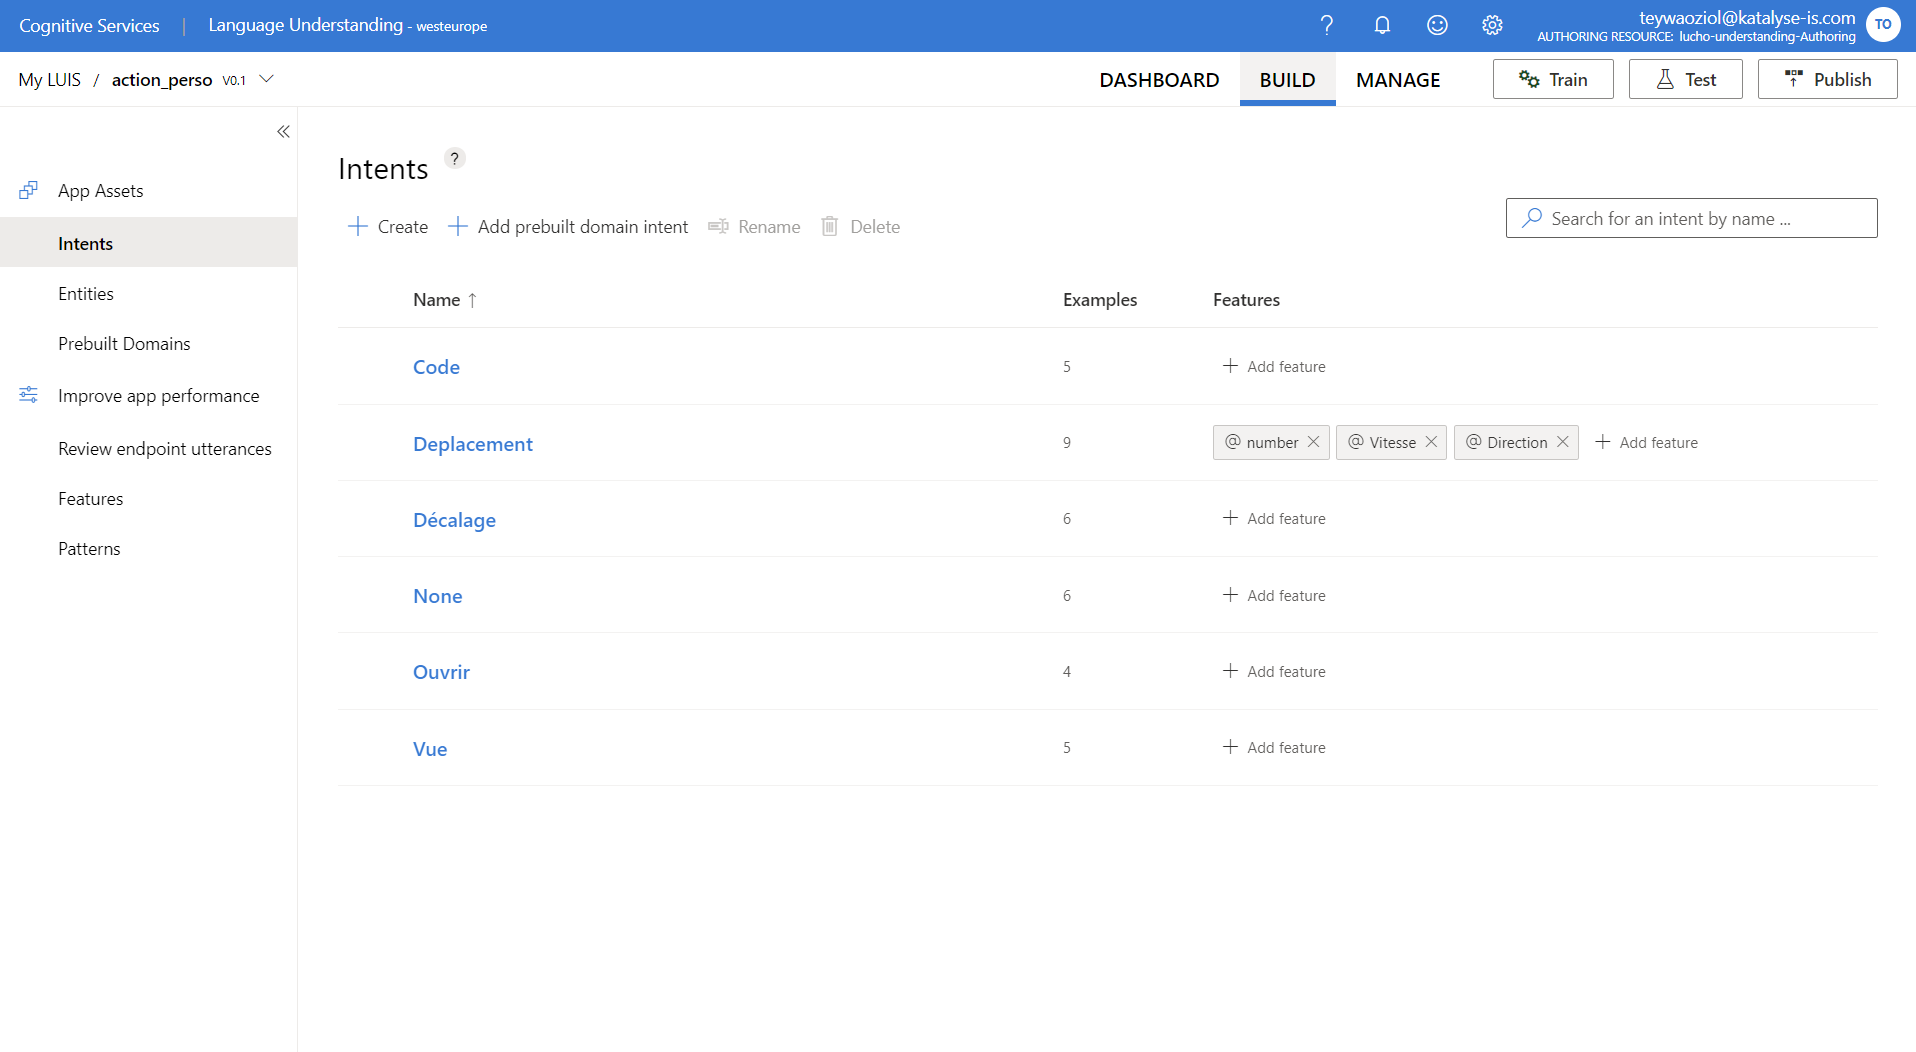 Cognitive Services | Language Understanding - westeurope
teywaoziol@katalyse-is.com
AUTHORING RESOURCE: lucho-understanding-Authoring
TO
My LUIS / action_perso V0.1
DASHBOARD BUILD MANAGE Train Test Publish
App Assets
Intents
Entities
Prebuilt Domains
Improve app performance
Review endpoint utterances
Features
Patterns
Intents ?
+ Create + Add prebuilt domain intent Rename Delete
Search for an intent by name ...
Name ↑ Examples Features
Code 5 + Add feature
Deplacement 9 @ number × @ Vitesse × @ Direction × + Add feature
Décalage 6 + Add feature
None 6 + Add feature
Ouvrir 4 + Add feature
Vue 5 + Add feature